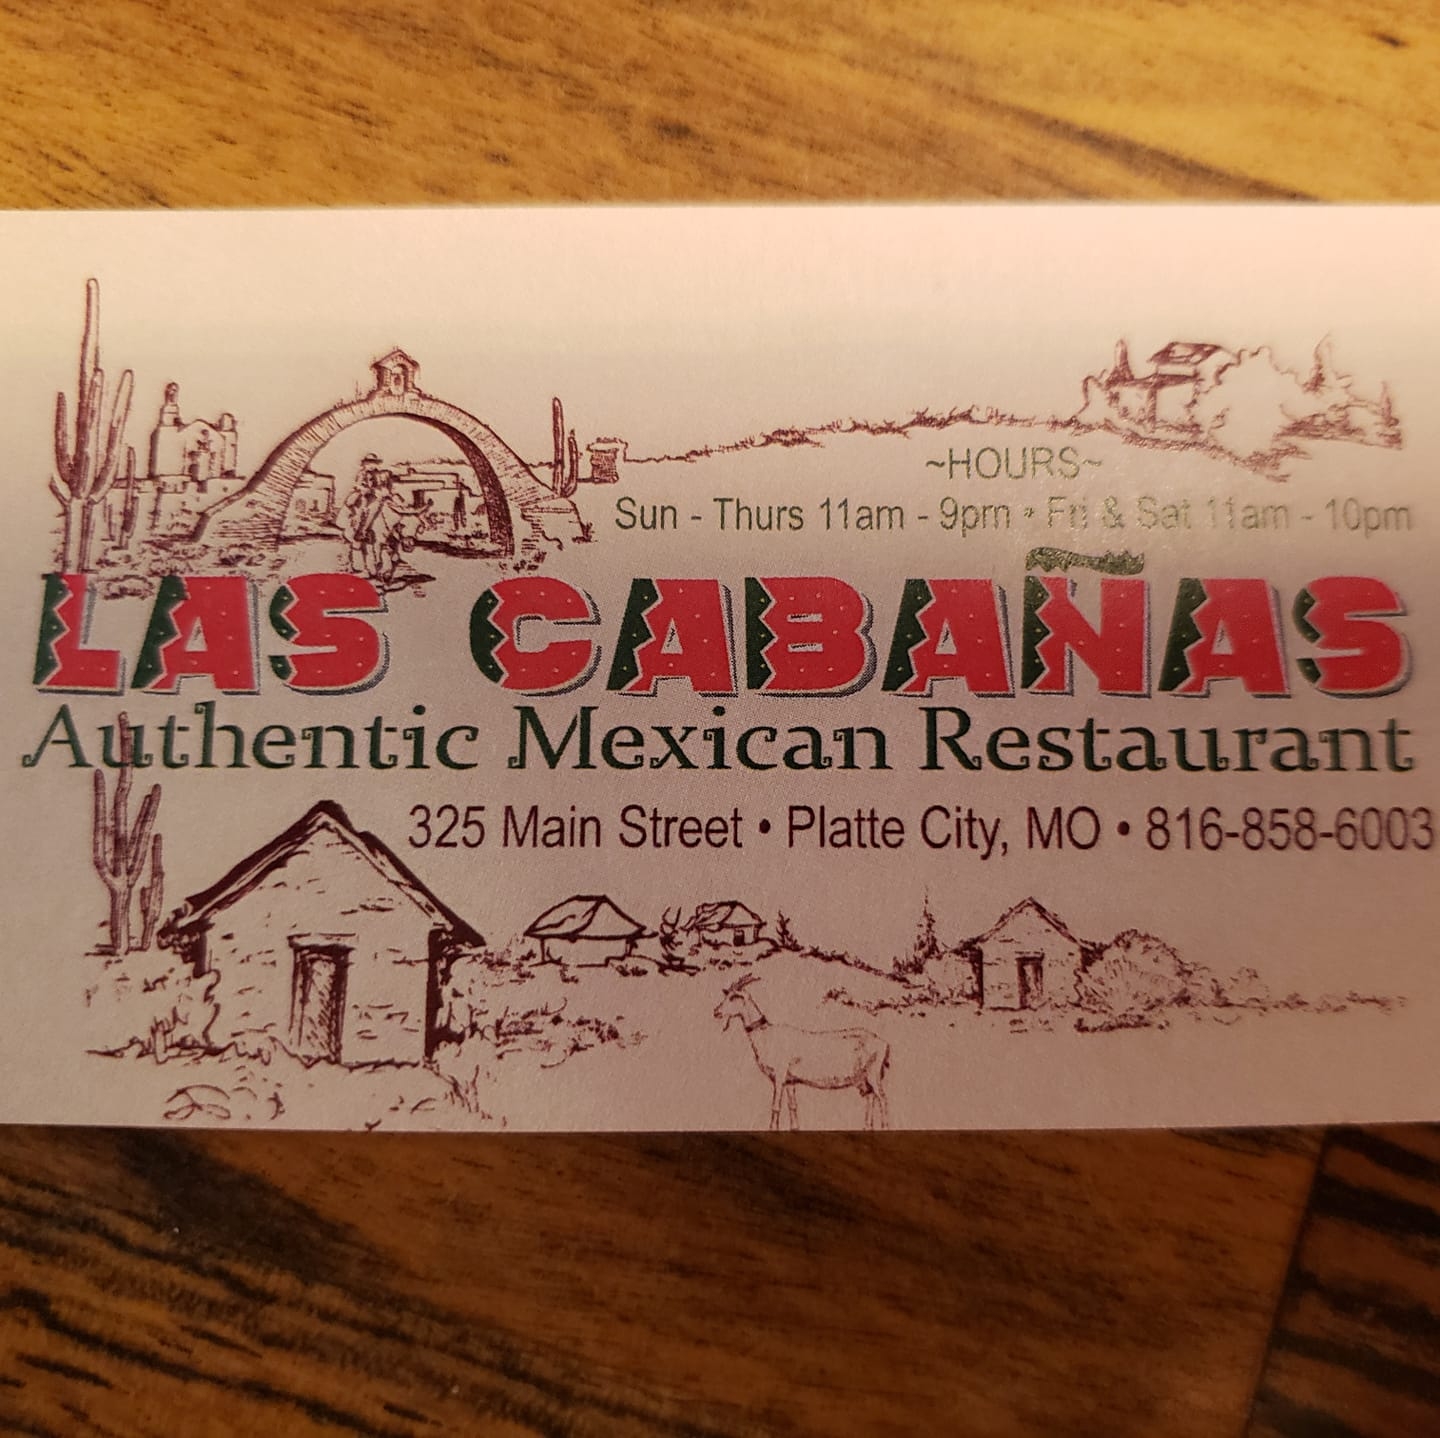 ~HOURS~
Sun - Thurs 11am - 9pm • Fri & Sat 11am - 10pm
LAS CABAÑAS
Authentic Mexican Restaurant
325 Main Street • Platte City, MO • 816-858-6003